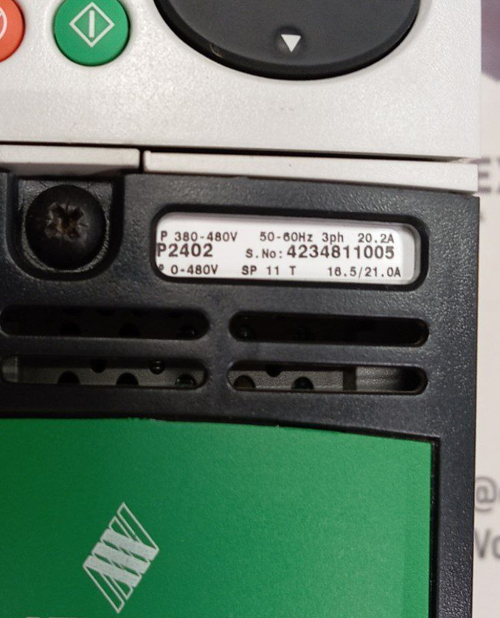 P 380-480V 50-60Hz 3ph 20.2A
P2402 S.No: 4234811005
0-480V SP 11 T 16.5/21.0A